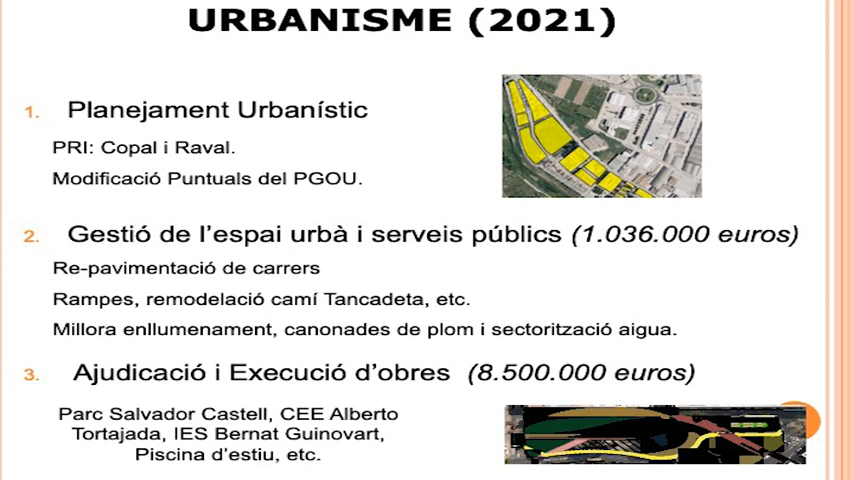 URBANISME (2021)
1. Planejament Urbanístic
PRI: Copal i Raval.
Modificació Puntuals del PGOU.
2. Gestió de l'espai urbà i serveis públics (1.036.000 euros)
Re-pavimentació de carrers
Rampes, remodelació camí Tancadeta, etc.
Millora enllumenament, canonades de plom i sectorització aigua.
3. Ajudicació i Execució d'obres (8.500.000 euros)
Parc Salvador Castell, CEE Alberto
Tortajada, IES Bernat Guinovart,
Piscina d'estiu, etc.